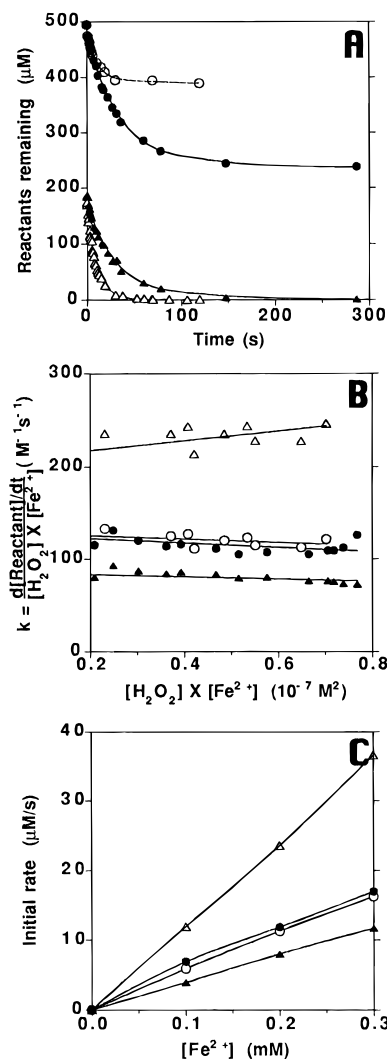 A
500
400
300
200
100
0
Reactants remaining (μM)
0 100 200 300
Time (s)
B
300
200
100
0
k = d[Reactant]/dt / [H2O2] X [Fe2+] ( M-1s-1)
0.2 0.4 0.6 0.8
[H2O2] X [Fe2+] (10-7 M2)
C
40
30
20
10
0
Initial rate (μM/s)
0.0 0.1 0.2 0.3
[Fe2+] (mM)